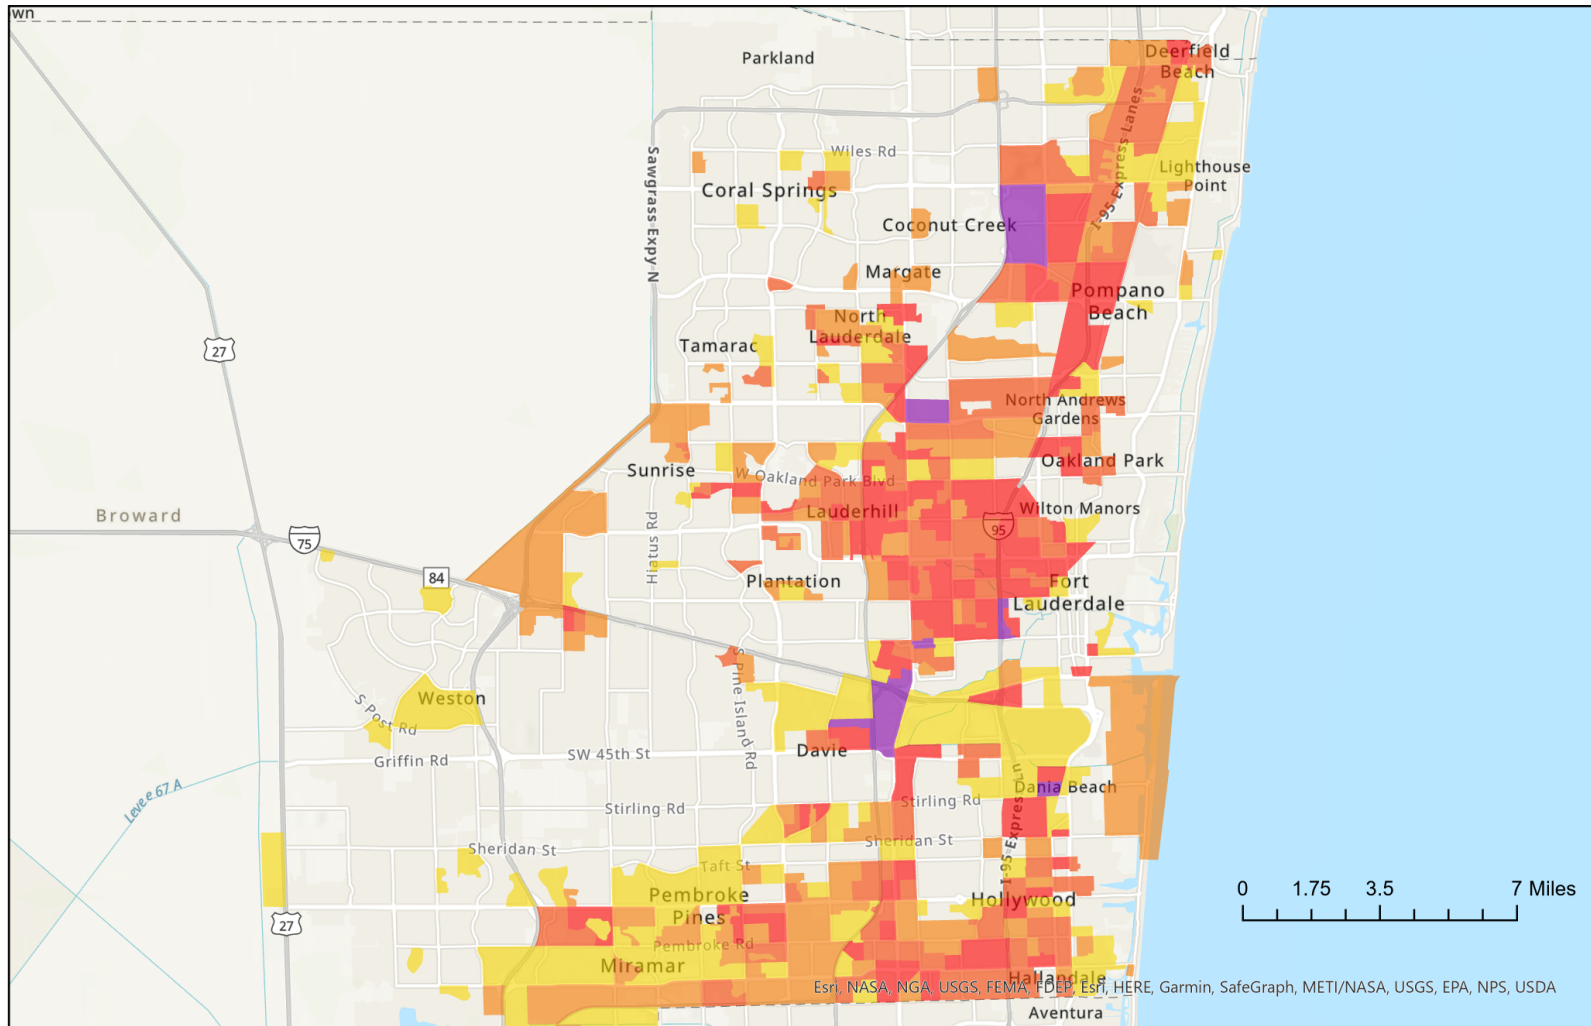 wn
Parkland
Deerfield
Beach
I-95 Express Lanes
Wiles Rd
Lighthouse
Point
Sawgrass Expy N
Coral Springs
Coconut Creek
Margate
Pompano
Beach
North
Lauderdale
Tamarac
27
North Andrews
Gardens
Oakland Park
Sunrise
W Oakland Park Blvd
Broward
Lauderhill
Wilton Manors
95
75
Hiatus Rd
84
Plantation
Fort
Lauderdale
S Pine Island Rd
Weston
S Post Rd
Davie
SW 45th St
Griffin Rd
Levee 67 A
Dania Beach
I-95 Express Ln
Stirling Rd
Stirling Rd
Sheridan St
Sheridan St
Taft St
Pembroke
Pines
Hollywood
0 1.75 3.5 7 Miles
27
Pembroke Rd
Miramar
Hallandale
Esri, NASA, NGA, USGS, FEMA, FDEP, Esri, HERE, Garmin, SafeGraph, METI/NASA, USGS, EPA, NPS, USDA
Aventura